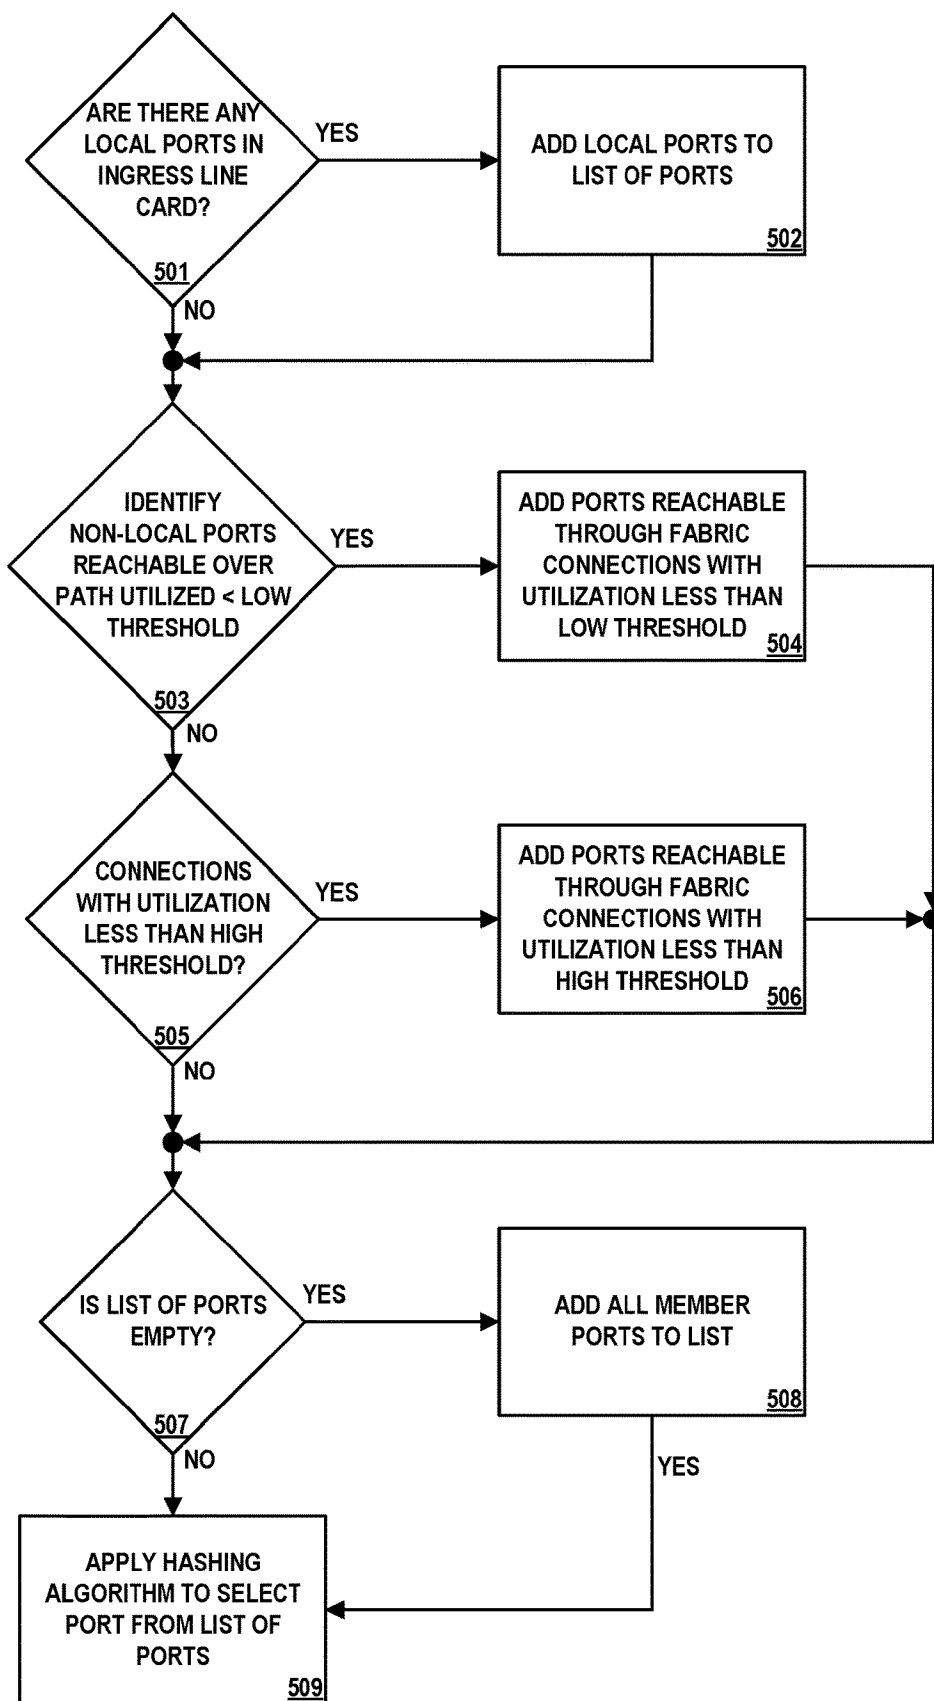 ARE THERE ANY
LOCAL PORTS IN
INGRESS LINE
CARD?
501
YES
ADD LOCAL PORTS TO
LIST OF PORTS
502
NO
IDENTIFY
NON-LOCAL PORTS
REACHABLE OVER
PATH UTILIZED < LOW
THRESHOLD
503
YES
ADD PORTS REACHABLE
THROUGH FABRIC
CONNECTIONS WITH
UTILIZATION LESS THAN
LOW THRESHOLD
504
NO
CONNECTIONS
WITH UTILIZATION
LESS THAN HIGH
THRESHOLD?
505
YES
ADD PORTS REACHABLE
THROUGH FABRIC
CONNECTIONS WITH
UTILIZATION LESS THAN
HIGH THRESHOLD
506
NO
IS LIST OF PORTS
EMPTY?
507
YES
ADD ALL MEMBER
PORTS TO LIST
508
NO
YES
APPLY HASHING
ALGORITHM TO SELECT
PORT FROM LIST OF
PORTS
509